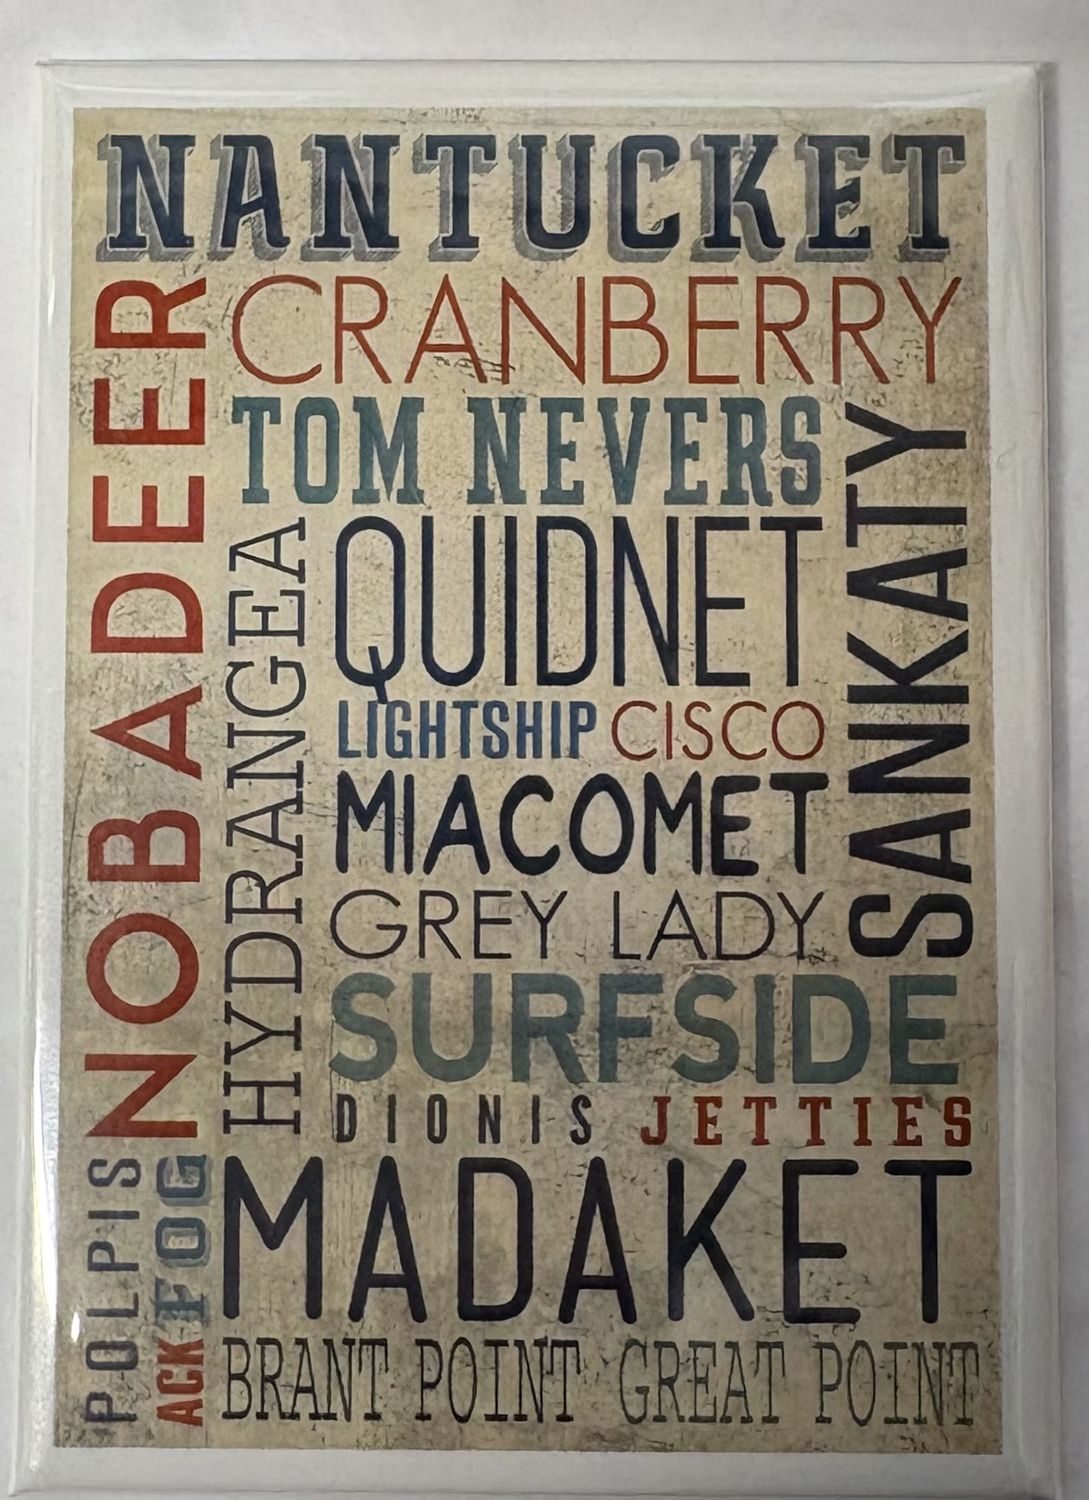 NANTUCKET
NOBADEER
CRANBERRY
TOM NEVERS
SANKATY
HYDRANGEA
QUIDNET
LIGHTSHIP CISCO
MIACOMET
GREY LADY
SURFSIDE
DIONIS JETTIES
POLPIS
ACK FOG
MADAKET
BRANT POINT GREAT POINT